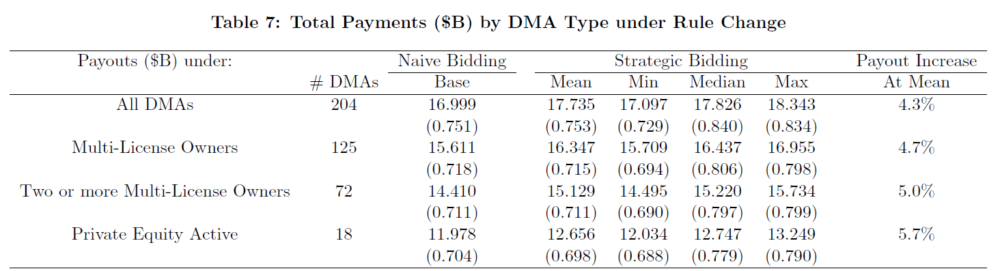 Table 7: Total Payments ($B) by DMA Type under Rule Change
Payouts ($B) under: Naive Bidding Strategic Bidding Payout Increase
# DMAs Base Mean Min Median Max At Mean
All DMAs 204 16.999 17.735 17.097 17.826 18.343 4.3%
(0.751) (0.753) (0.729) (0.840) (0.834)
Multi-License Owners 125 15.611 16.347 15.709 16.437 16.955 4.7%
(0.718) (0.715) (0.694) (0.806) (0.798)
Two or more Multi-License Owners 72 14.410 15.129 14.495 15.220 15.734 5.0%
(0.711) (0.711) (0.690) (0.797) (0.799)
Private Equity Active 18 11.978 12.656 12.034 12.747 13.249 5.7%
(0.704) (0.698) (0.688) (0.779) (0.790)